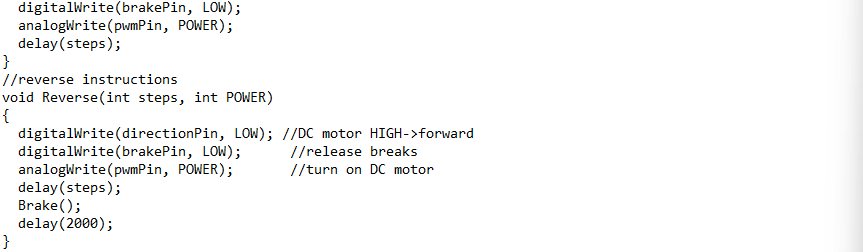 digitalWrite(brakePin, LOW);
  analogWrite(pwmPin, POWER);
  delay(steps);
}
//reverse instructions
void Reverse(int steps, int POWER)
{
  digitalWrite(directionPin, LOW); //DC motor HIGH->forward
  digitalWrite(brakePin, LOW);      //release breaks
  analogWrite(pwmPin, POWER);       //turn on DC motor
  delay(steps);
  Brake();
  delay(2000);
}